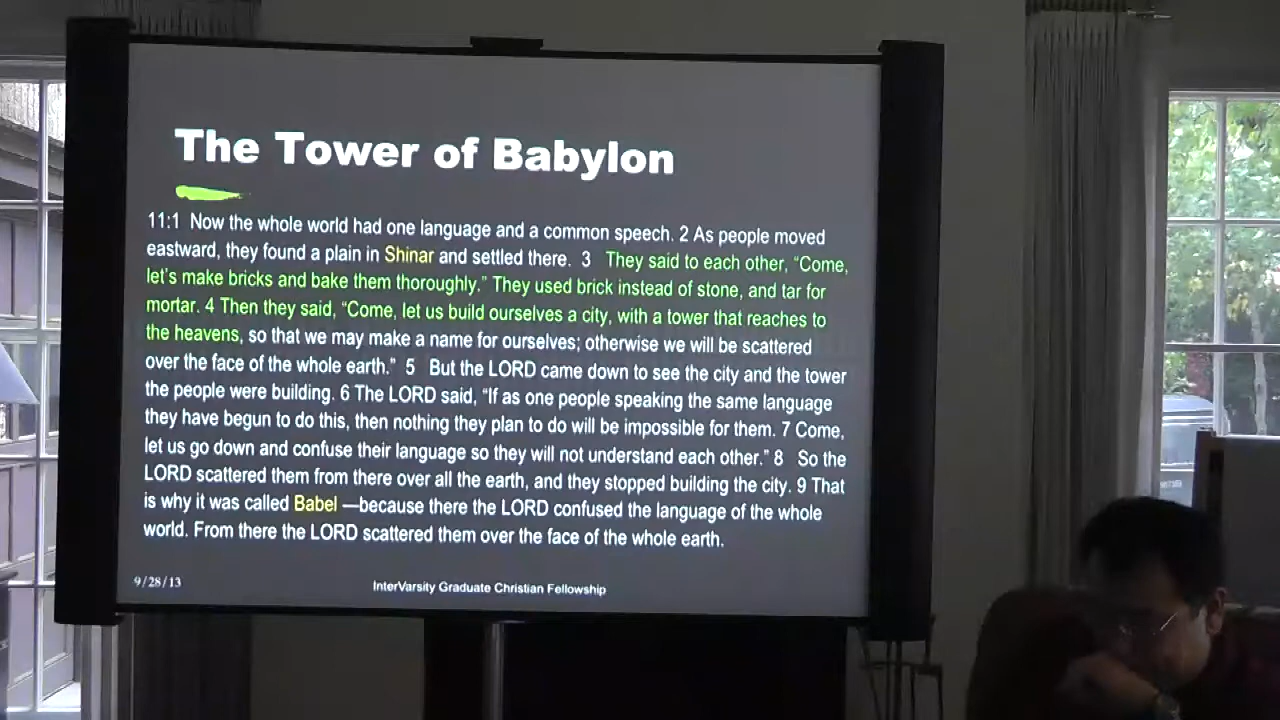 The Tower of Babylon
11:1 Now the whole world had one language and a common speech. 2 As people moved
eastward, they found a plain in Shinar and settled there. 3 They said to each other, “Come,
let’s make bricks and bake them thoroughly.” They used brick instead of stone, and tar for
mortar. 4 Then they said, “Come, let us build ourselves a city, with a tower that reaches to
the heavens, so that we may make a name for ourselves; otherwise we will be scattered
over the face of the whole earth.” 5 But the LORD came down to see the city and the tower
the people were building. 6 The LORD said, “If as one people speaking the same language
they have begun to do this, then nothing they plan to do will be impossible for them. 7 Come,
let us go down and confuse their language so they will not understand each other.” 8 So the
LORD scattered them from there over all the earth, and they stopped building the city. 9 That
is why it was called Babel —because there the LORD confused the language of the whole
world. From there the LORD scattered them over the face of the whole earth.
9/28/13
InterVarsity Graduate Christian Fellowship